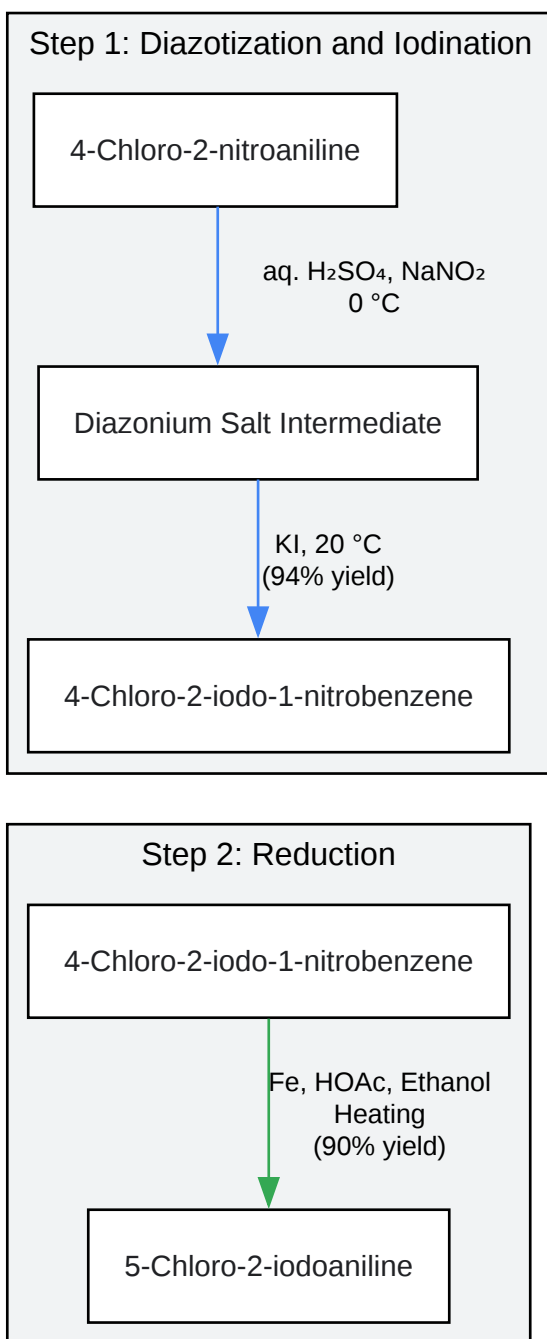 Step 1: Diazotization and Iodination
4-Chloro-2-nitroaniline
aq. H₂SO₄, NaNO₂
0 °C
Diazonium Salt Intermediate
KI, 20 °C
(94% yield)
4-Chloro-2-iodo-1-nitrobenzene
Step 2: Reduction
4-Chloro-2-iodo-1-nitrobenzene
Fe, HOAc, Ethanol
Heating
(90% yield)
5-Chloro-2-iodoaniline